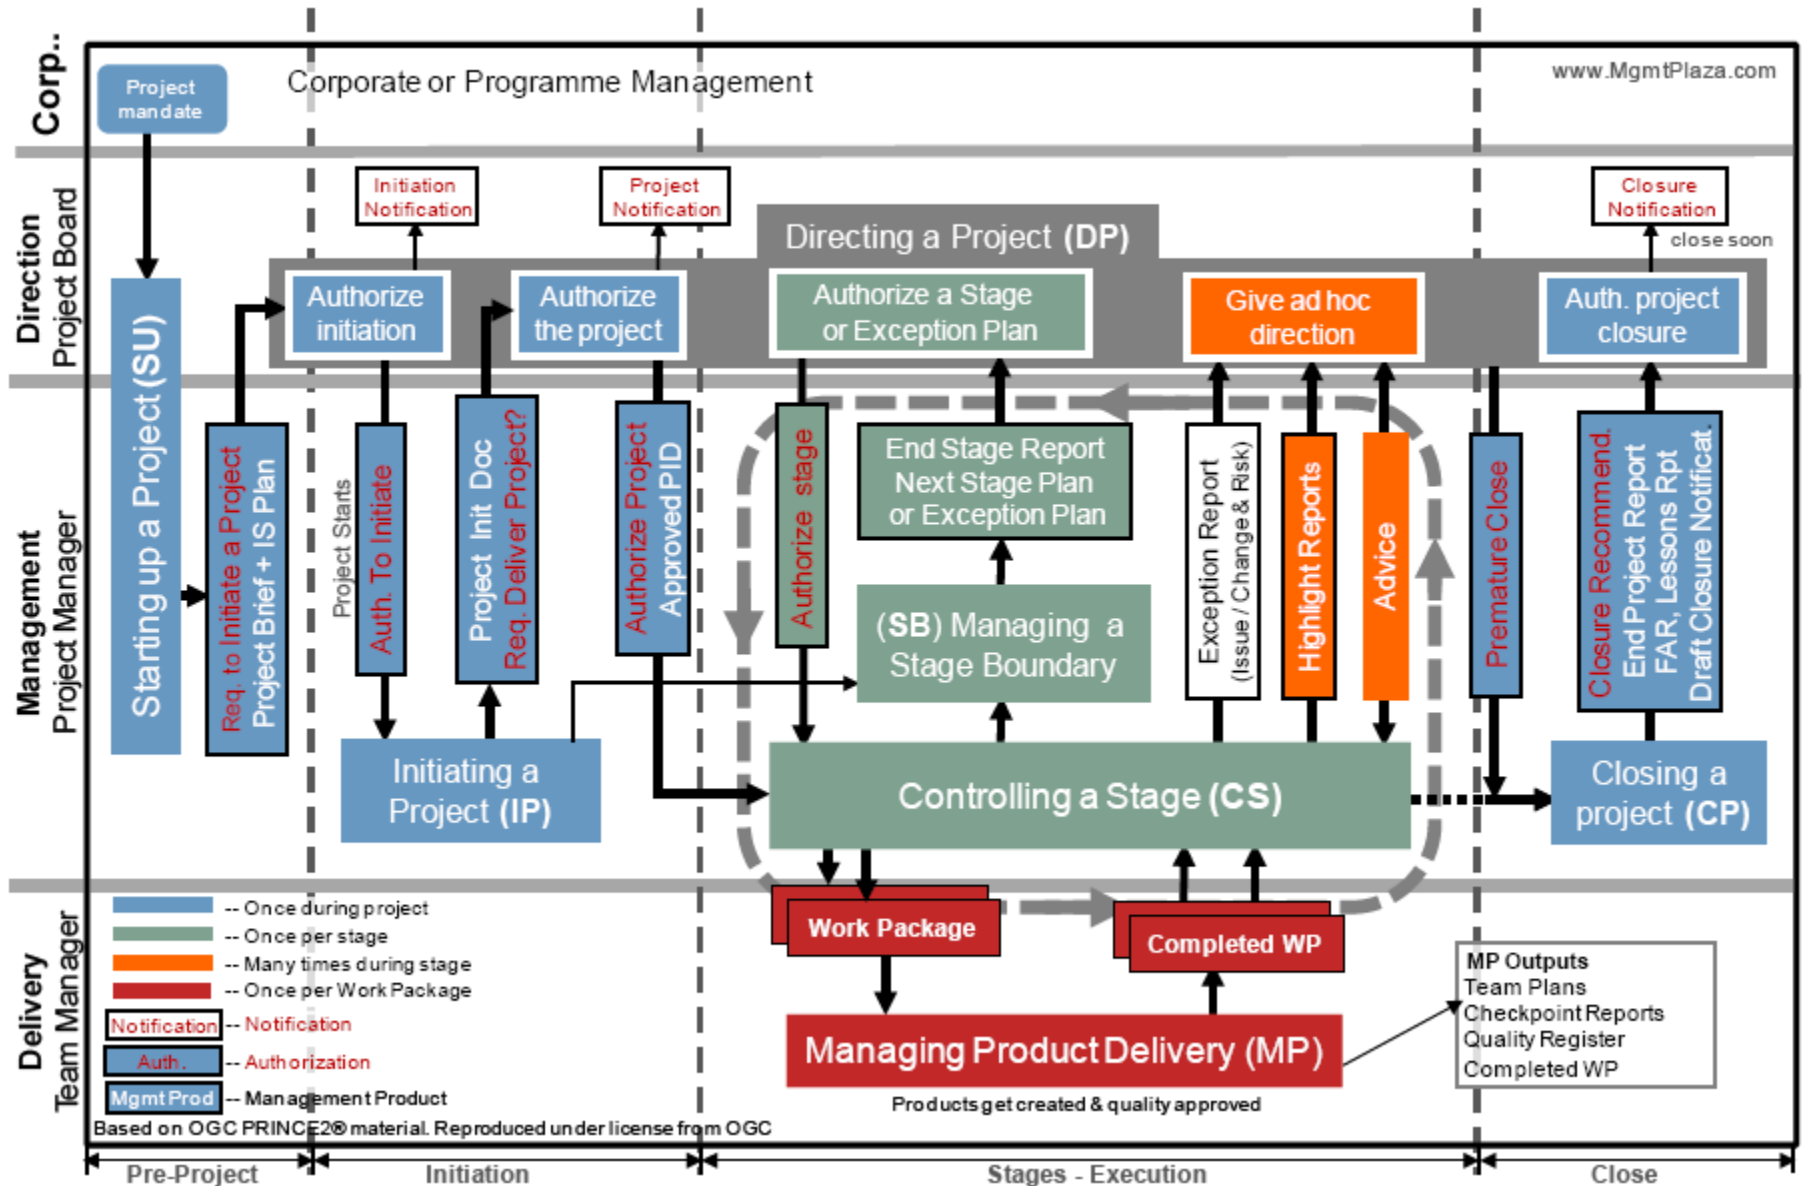 Corp..
Project
mandate
Corporate or Programme Management
www.MgmtPlaza.com
Direction
Project Board
Initiation
Notification
Project
Notification
Closure
Notification
close soon
Directing a Project (DP)
Authorize
initiation
Authorize
the project
Authorize a Stage
or Exception Plan
Give ad hoc
direction
Auth. project
closure
Management
Project Manager
Starting up a Project (SU)
Req. to Initiate a Project
Project Brief + IS Plan
Project Starts
Auth. To Initiate
Project Init Doc
Req. Deliver Project?
Authorize Project
Approved PID
Authorize stage
End Stage Report
Next Stage Plan
or Exception Plan
(SB) Managing a
Stage Boundary
Exception Report
(Issue / Change & Risk)
Highlight Reports
Advice
Premature Close
Closure Recommend.
End Project Report
FAR, Lessons Rpt
Draft Closure Notificat.
Initiating a
Project (IP)
Controlling a Stage (CS)
Closing a
project (CP)
Delivery
Team Manager
-- Once during project
-- Once per stage
-- Many times during stage
-- Once per Work Package
Notification -- Notification
Auth. -- Authorization
Mgmt Prod -- Management Product
Work Package
Completed WP
Managing Product Delivery (MP)
Products get created & quality approved
MP Outputs
Team Plans
Checkpoint Reports
Quality Register
Completed WP
Based on OGC PRINCE2® material. Reproduced under license from OGC
Pre-Project
Initiation
Stages - Execution
Close